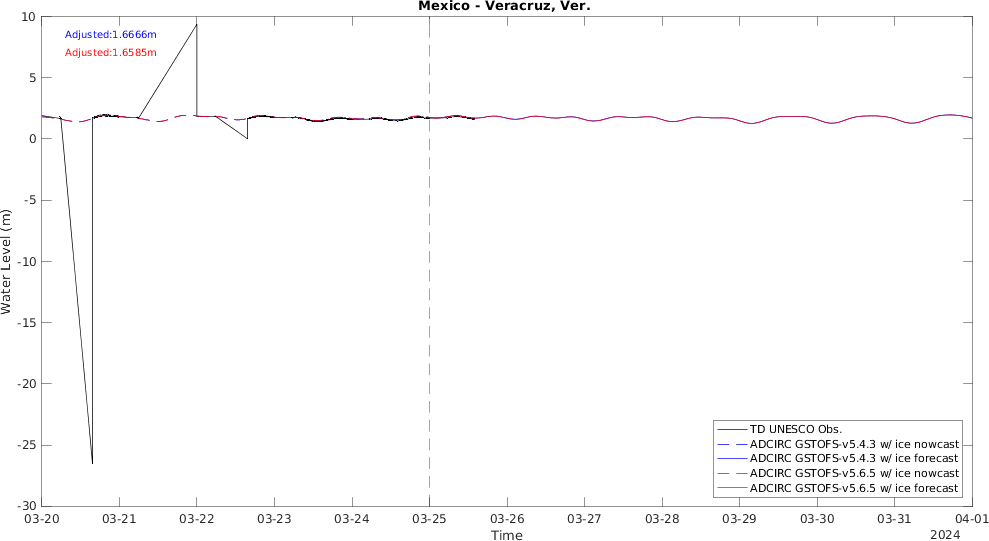 Mexico - Veracruz, Ver.
Adjusted:1.6666m
Adjusted:1.6585m
10
5
0
-5
-10
-15
-20
-25
-30
Water Level (m)
TD UNESCO Obs.
ADCIRC GSTOFS-v5.4.3 w/ ice nowcast
ADCIRC GSTOFS-v5.4.3 w/ ice forecast
ADCIRC GSTOFS-v5.6.5 w/ ice nowcast
ADCIRC GSTOFS-v5.6.5 w/ ice forecast
03-20 03-21 03-22 03-23 03-24 03-25 03-26 03-27 03-28 03-29 03-30 03-31 04-01
Time
2024